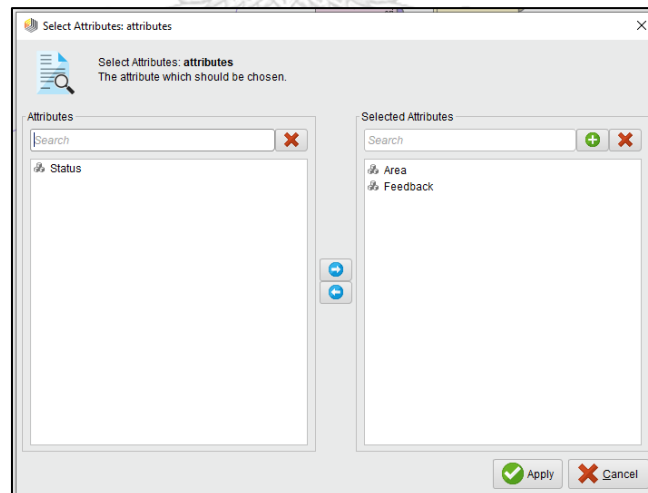 Select Attributes: attributes
Select Attributes: attributes
The attribute which should be chosen.
Attributes
Search
Status
Selected Attributes
Search
Area
Feedback
Apply
Cancel